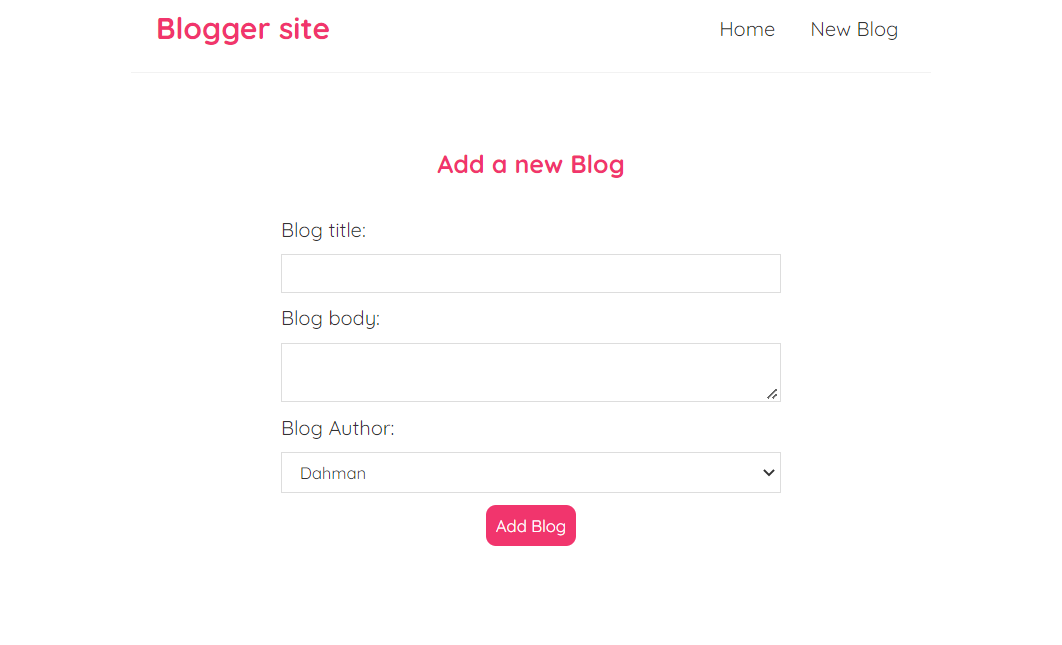 Blogger site
Home New Blog
Add a new Blog
Blog title:
Blog body:
Blog Author:
Dahman
Add Blog